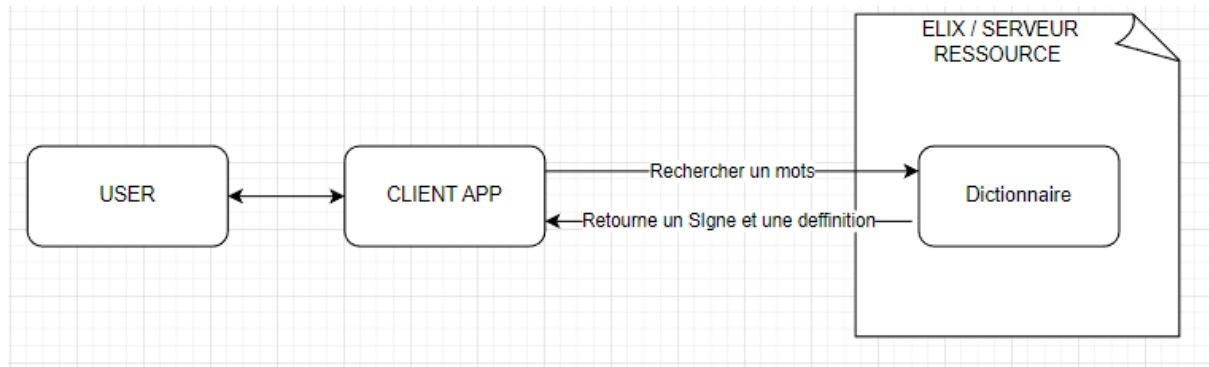 ELIX / SERVEUR
RESSOURCE
USER
CLIENT APP
Rechercher un mots
Retourne un SIgne et une deffinition
Dictionnaire